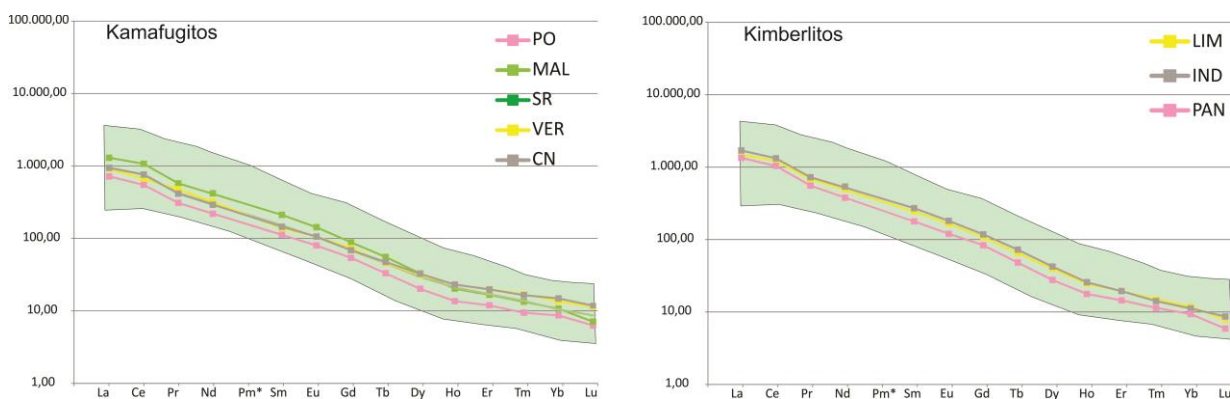 Kamafugitos
100.000,00
10.000,00
1.000,00
100,00
10,00
1,00
PO
MAL
SR
VER
CN
La Ce Pr Nd Pm* Sm Eu Gd Tb Dy Ho Er Tm Yb Lu
Kimberlitos
100.000,00
10.000,00
1.000,00
100,00
10,00
1,00
LIM
IND
PAN
La Ce Pr Nd Pm* Sm Eu Gd Tb Dy Ho Er Tm Yb Lu